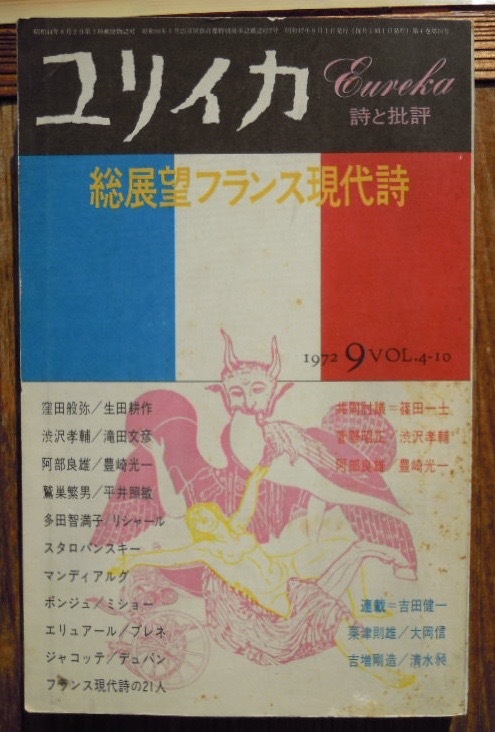 ユリイカ
Eureka
詩と批評
総展望フランス現代詩
1972 9 VOL.4-10
窪田般弥/生田耕作
渋沢孝輔/滝田文彦
阿部良雄/豊崎光一
鷲巣繁男/平井照敏
多田智満子/リシャール
スタロバンスキー
マンディアルグ
ポンジュ/ミショー
エリュアール/プレネ
ジャコッテ/デュパン
フランス現代詩の21人
共同討議=篠田一士
菅野昭正 渋沢孝輔
阿部良雄 豊崎光一
連載=吉田健一
粟津則雄/大岡信
吉増剛造/清水昶